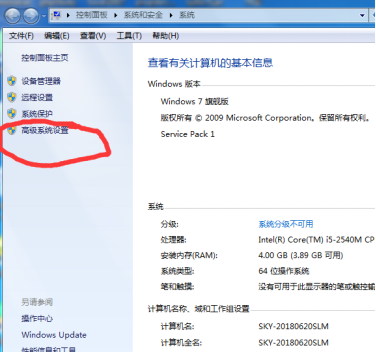 控制面板 ▸ 系统和安全 ▸ 系统
文件(F) 编辑(E) 查看(V) 工具(T) 帮助(H)
控制面板主页
设备管理器
远程设置
系统保护
高级系统设置
另请参阅
操作中心
Windows Update
性能信息和工具
查看有关计算机的基本信息
Windows 版本
Windows 7 旗舰版
版权所有 © 2009 Microsoft Corporation。保留所有权利。
Service Pack 1
系统
分级: 系统分级不可用
处理器: Intel(R) Core(TM) i5-2540M CP
安装内存(RAM): 4.00 GB (3.89 GB 可用)
系统类型: 64 位操作系统
笔和触摸: 没有可用于此显示器的笔或触控输
计算机名称、域和工作组设置
计算机名: SKY-20180620SLM
计算机全名: SKY-20180620SLM